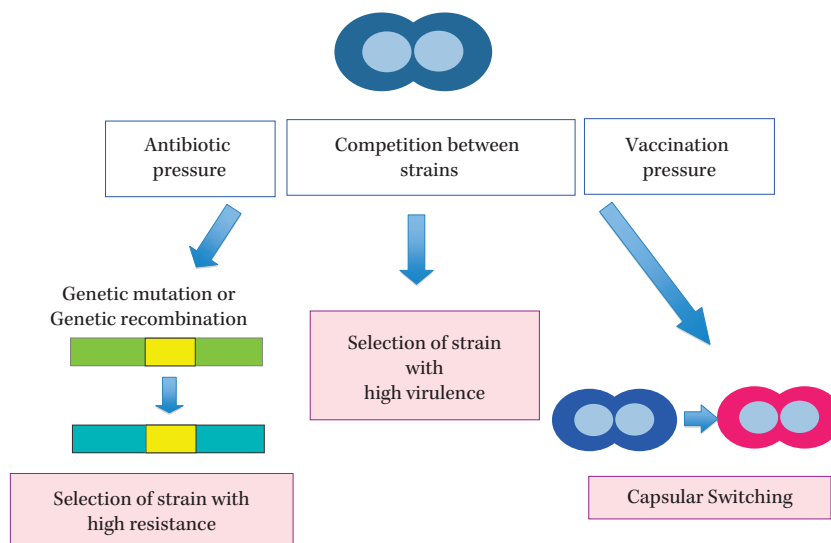 Antibiotic
pressure
Competition between
strains
Vaccination
pressure
Genetic mutation or
Genetic recombination
Selection of strain
with
high virulence
Selection of strain with
high resistance
Capsular Switching